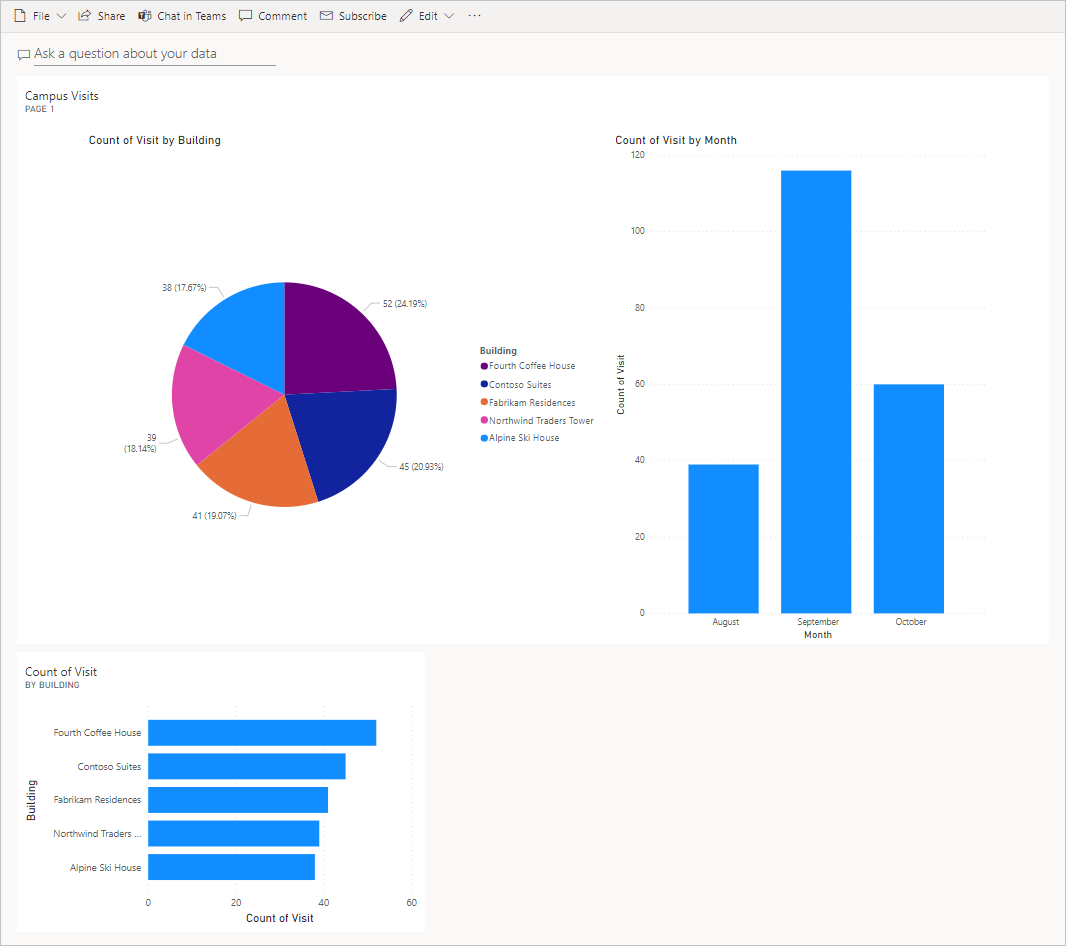 File Share Chat in Teams Comment Subscribe Edit ...
Ask a question about your data
Campus Visits
PAGE 1
Count of Visit by Building
38 (17.67%)
52 (24.19%)
39
(18.14%)
45 (20.93%)
41 (19.07%)
Building
Fourth Coffee House
Contoso Suites
Fabrikam Residences
Northwind Traders Tower
Alpine Ski House
Count of Visit by Month
120
100
80
60
40
20
0
Count of Visit
August September October
Month
Count of Visit
BY BUILDING
Building
Fourth Coffee House
Contoso Suites
Fabrikam Residences
Northwind Traders ...
Alpine Ski House
0 20 40 60
Count of Visit